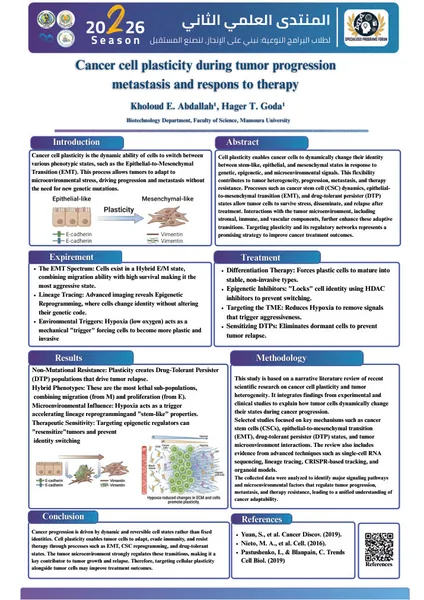 2026
Season
المنتدى العلمي الثاني
لطلاب البرامج النوعية: نبني على الإنجاز, لنصنع المستقبل
SPECIALIZED PROGRAMS FORUM
Cancer cell plasticity during tumor progression
metastasis and respons to therapy
Kholoud E. Abdallah¹, Hager T. Goda¹
Biotechnology Department, Faculty of Science, Mansoura University
Introduction
Cancer cell plasticity is the dynamic ability of cells to switch between
various phenotypic states, such as the Epithelial-to-Mesenchymal
Transition (EMT). This process allows tumors to adapt to
microenvironmental stress, driving progression and metastasis without
the need for new genetic mutations.
Epithelial-like
Mesenchymal-like
Plasticity
E-cadherin
E-cadherin
Vimentin
Vimentin
Abstract
Cell plasticity enables cancer cells to dynamically change their identity
between stem-like, epithelial, and mesenchymal states in response to
genetic, epigenetic, and microenvironmental signals. This flexibility
contributes to tumor heterogeneity, progression, metastasis, and therapy
resistance. Processes such as cancer stem cell (CSC) dynamics, epithelial-
to-mesenchymal transition (EMT), and drug-tolerant persister (DTP)
states allow tumor cells to survive stress, disseminate, and relapse after
treatment. Interactions with the tumor microenvironment, including
stromal, immune, and vascular components, further enhance these adaptive
transitions. Targeting plasticity and its regulatory networks represents a
promising strategy to improve cancer treatment outcomes.
Expirement
• The EMT Spectrum: Cells exist in a Hybrid E/M state,
combining migration ability with high survival making it the
most aggressive state.
• Lineage Tracing: Advanced imaging reveals Epigenetic
Reprogramming, where cells change identity without altering
their genetic code.
• Environmental Triggers: Hypoxia (low oxygen) acts as a
mechanical "trigger" forcing cells to become more plastic and
invasive
Treatment
• Differentiation Therapy: Forces plastic cells to mature into
stable, non-invasive types.
• Epigenetic Inhibitors: "Locks" cell identity using HDAC
inhibitors to prevent switching.
• Targeting the TME: Reduces Hypoxia to remove signals
that trigger aggressiveness.
• Sensitizing DTPs: Eliminates dormant cells to prevent
tumor relapse.
Results
Non-Mutational Resistance: Plasticity creates Drug-Tolerant Persister
(DTP) populations that drive tumor relapse.
Hybrid Phenotypes: These are the most lethal sub-populations,
combining migration (from M) and proliferation (from E).
Microenvironmental Influence: Hypoxia acts as a trigger
accelerating lineage reprogrammingand "stem-like" properties.
Therapeutic Sensitivity: Targeting epigenetic regulators can
"resensitize"tumors and prevent
identity switching
E-cadherin
E-cadherin
Vimentin
Vimentin
Hypoxia induced changes in ECM and cells
promote plasticity.
Methodology
This study is based on a narrative literature review of recent
scientific research on cancer cell plasticity and tumor
heterogeneity. It integrates findings from experimental and
clinical studies to explain how tumor cells dynamically change
their states during cancer progression.
Selected studies focused on key mechanisms such as cancer
stem cells (CSCs), epithelial-to-mesenchymal transition
(EMT), drug-tolerant persister (DTP) states, and tumor
microenvironment interactions. The review also includes
evidence from advanced techniques such as single-cell RNA
sequencing, lineage tracing, CRISPR-based tracking, and
organoid models.
The collected data were analyzed to identify major signaling pathways
and microenvironmental factors that regulate tumor progression,
metastasis, and therapy resistance, leading to a unified understanding of
cancer adaptability.
Conclusion
Cancer progression is driven by dynamic and reversible cell states rather than fixed
identities. Cell plasticity enables tumor cells to adapt, evade immunity, and resist
therapy through processes such as EMT, CSC reprogramming, and drug-tolerant
states. The tumor microenvironment strongly regulates these transitions, making it a
key contributor to tumor growth and relapse. Therefore, targeting cellular plasticity
alongside tumor cells may improve treatment outcomes.
References
• Yuan, S., et al. Cancer Discov. (2019).
• Nieto, M. A., et al. Cell. (2016).
• Pastushenko, I., & Blanpain, C. Trends
Cell Biol. (2019)
References